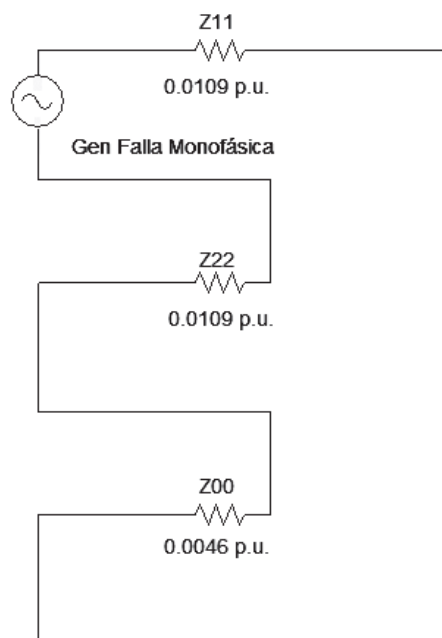 Z11
0.0109 p.u.
Gen Falla Monofásica
Z22
0.0109 p.u.
Z00
0.0046 p.u.